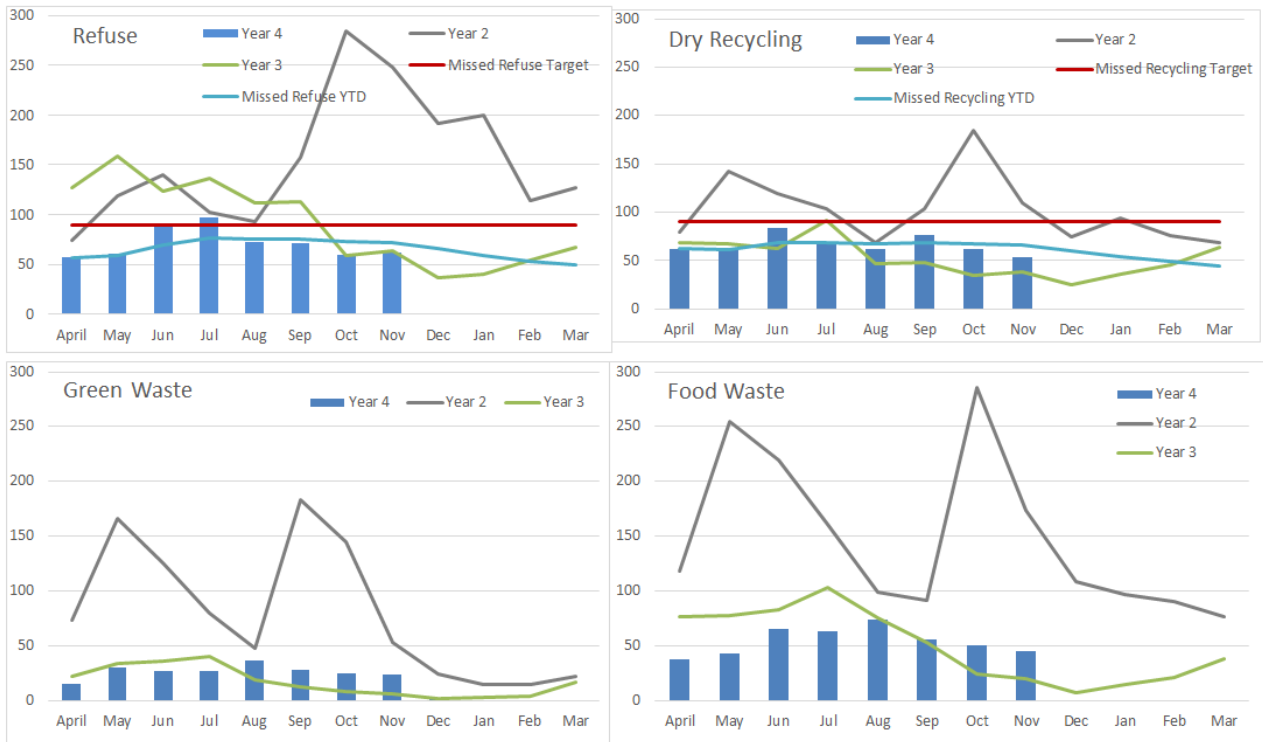 Refuse
Year 4 Year 2
Year 3 Missed Refuse Target
Missed Refuse YTD
300
250
200
150
100
50
0
April May Jun Jul Aug Sep Oct Nov Dec Jan Feb Mar
Dry Recycling
Year 4 Year 2
Year 3 Missed Recycling Target
Missed Recycling YTD
300
250
200
150
100
50
0
April May Jun Jul Aug Sep Oct Nov Dec Jan Feb Mar
Green Waste
Year 4 Year 2 Year 3
300
250
200
150
100
50
0
April May Jun Jul Aug Sep Oct Nov Dec Jan Feb Mar
Food Waste
Year 4
Year 2
Year 3
300
250
200
150
100
50
0
April May Jun Jul Aug Sep Oct Nov Dec Jan Feb Mar